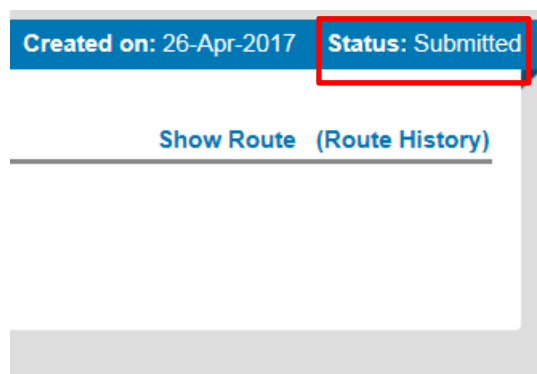 Created on: 26-Apr-2017 Status: Submitted
Show Route (Route History)